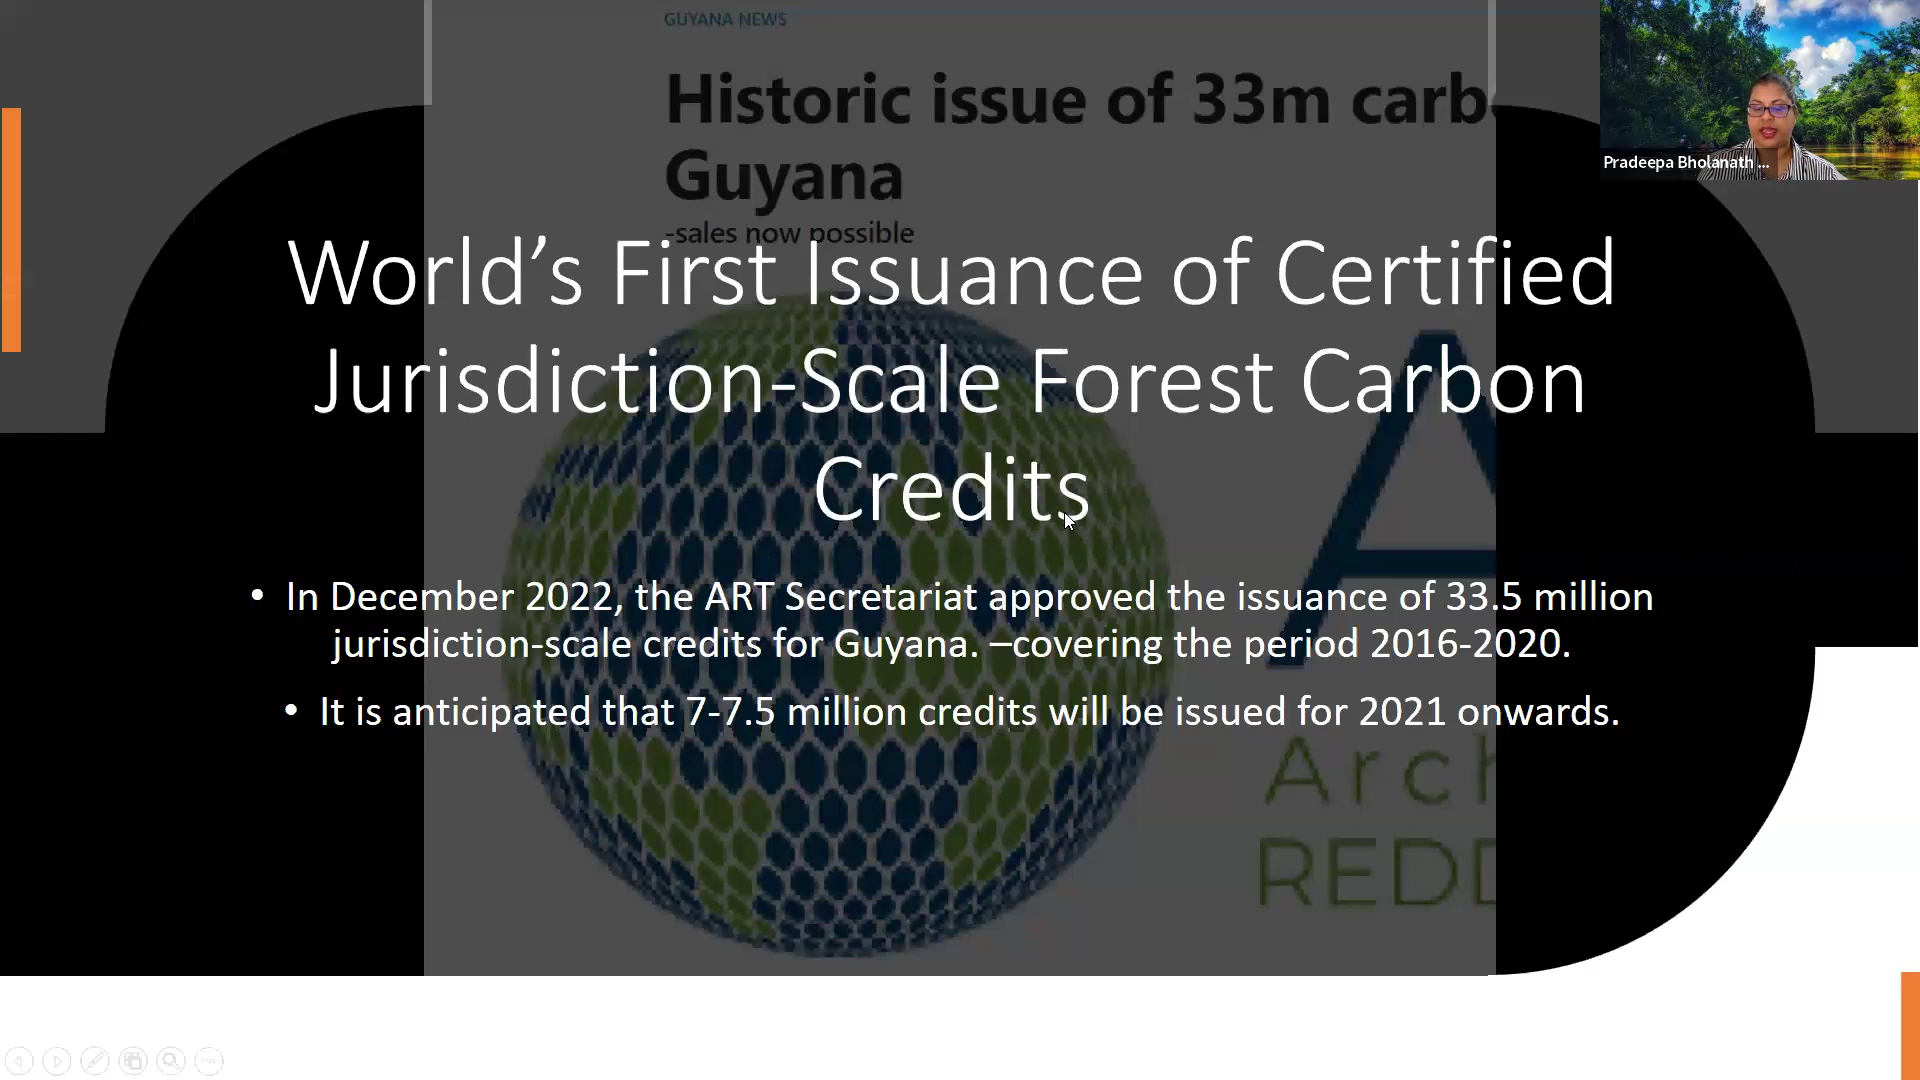 GUYANA NEWS
Historic issue of 33m carb
Guyana
-sales now possible
Pradeepa Bholanath ...
World’s First Issuance of Certified
Jurisdiction-Scale Forest Carbon
Credits
• In December 2022, the ART Secretariat approved the issuance of 33.5 million
jurisdiction-scale credits for Guyana. –covering the period 2016-2020.
• It is anticipated that 7-7.5 million credits will be issued for 2021 onwards.
A
Arch
REDD